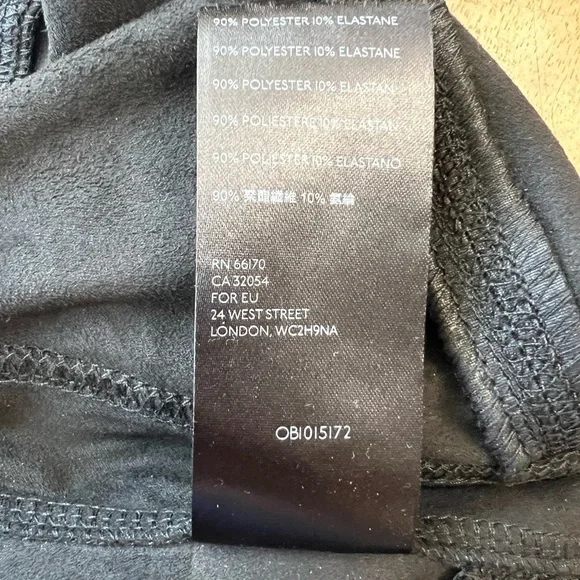 90% POLYESTER 10% ELASTANE
90% POLYESTER 10% ELASTANE
90% POLYESTER 10% ELASTAN
90% POLIESTERE 10% ELASTAN
90% POLYESTER 10% ELASTANO
90% 聚酯纖維 10% 氨綸
RN 66170
CA 32054
FOR EU
24 WEST STREET
LONDON, WC2H9NA
OB1015172